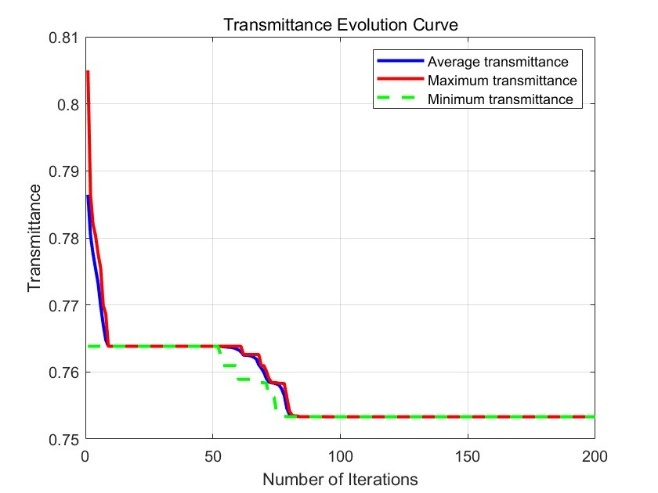 Transmittance Evolution Curve
0.81
Average transmittance
Maximum transmittance
Minimum transmittance
0.8
0.79
0.78
0.77
0.76
0.75
Transmittance
0
50
100
150
200
Number of Iterations